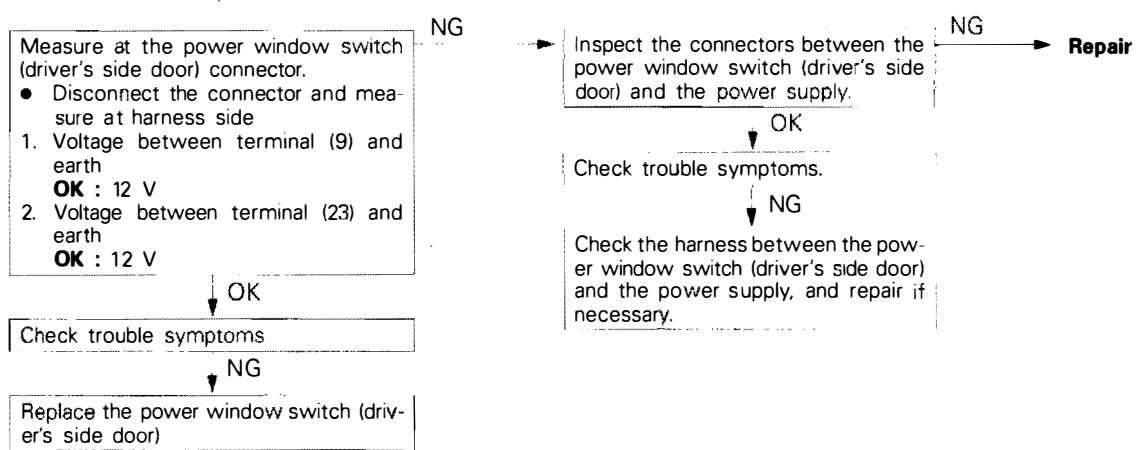 NG
Measure at the power window switch
(driver's side door) connector.
● Disconnect the connector and mea-
sure at harness side
1. Voltage between terminal (9) and
earth
OK : 12 V
2. Voltage between terminal (23) and
earth
OK : 12 V
OK
Check trouble symptoms
NG
Replace the power window switch (driv-
er's side door)
Inspect the connectors between the
power window switch (driver's side
door) and the power supply.
NG
Repair
OK
Check trouble symptoms.
NG
Check the harness between the pow-
er window switch (driver's side door)
and the power supply, and repair if
necessary.